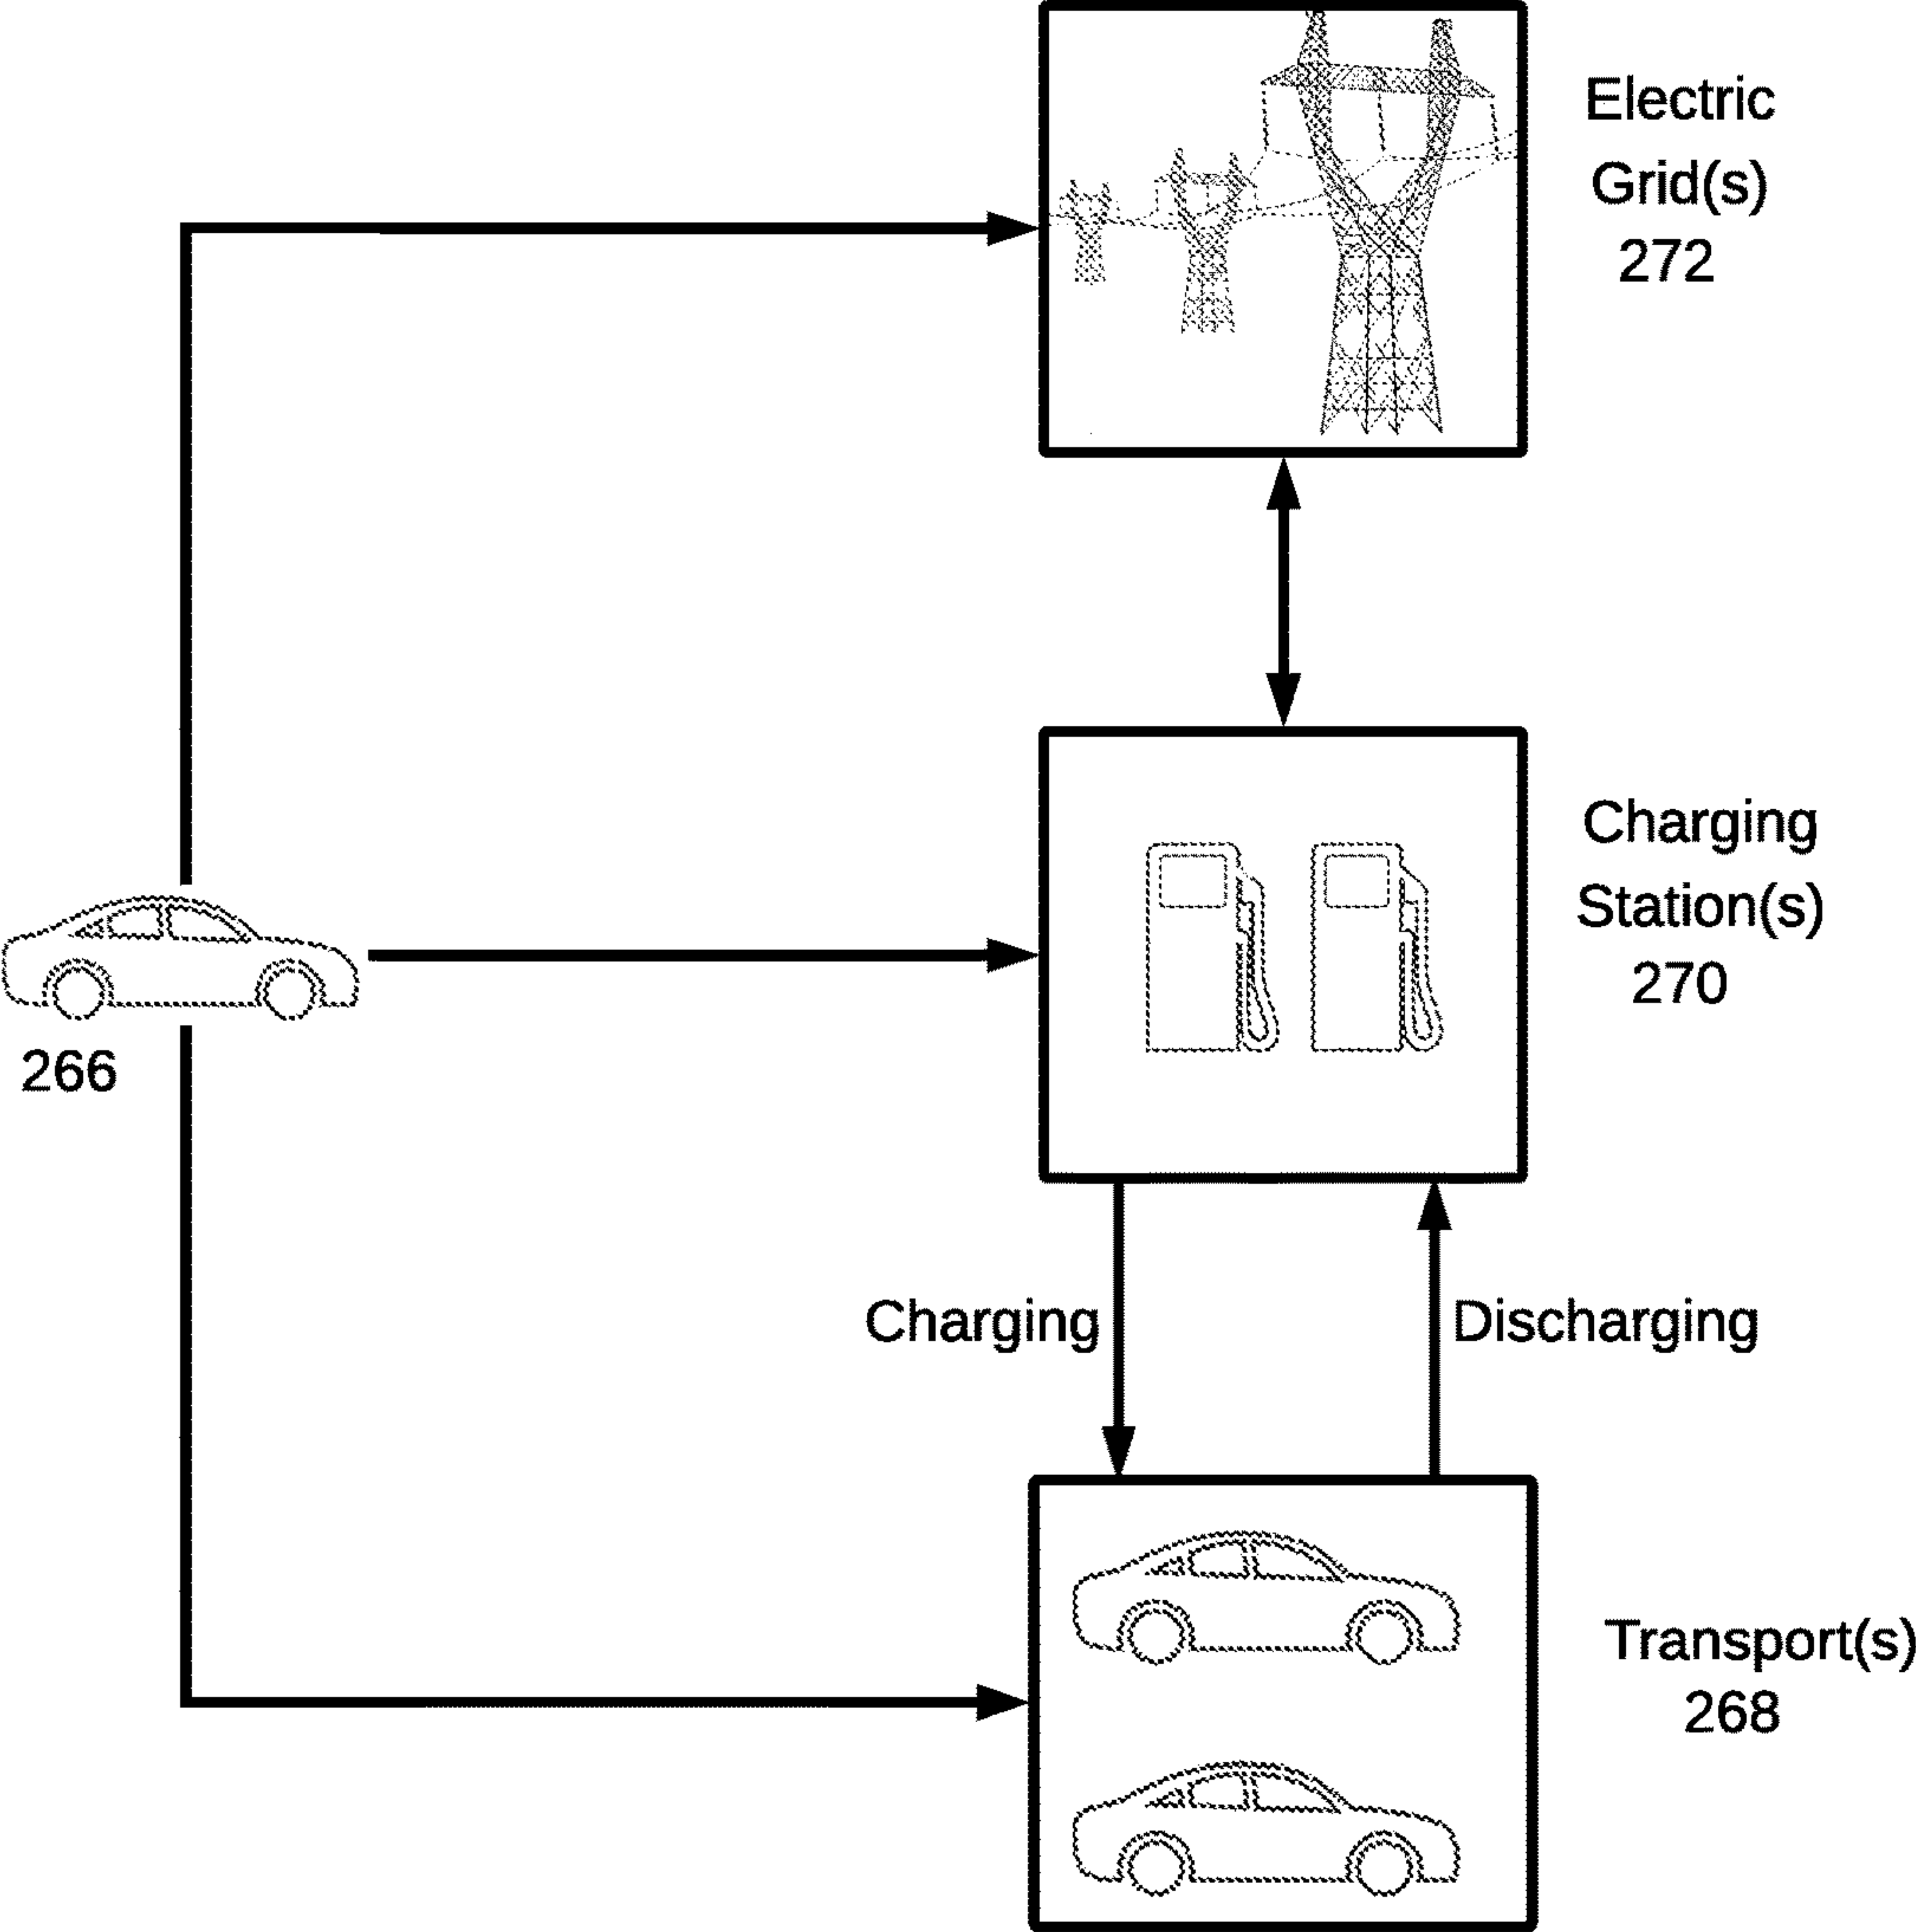 Electric
Grid(s)
272
Charging
Station(s)
270
266
Charging
Discharging
Transport(s)
268